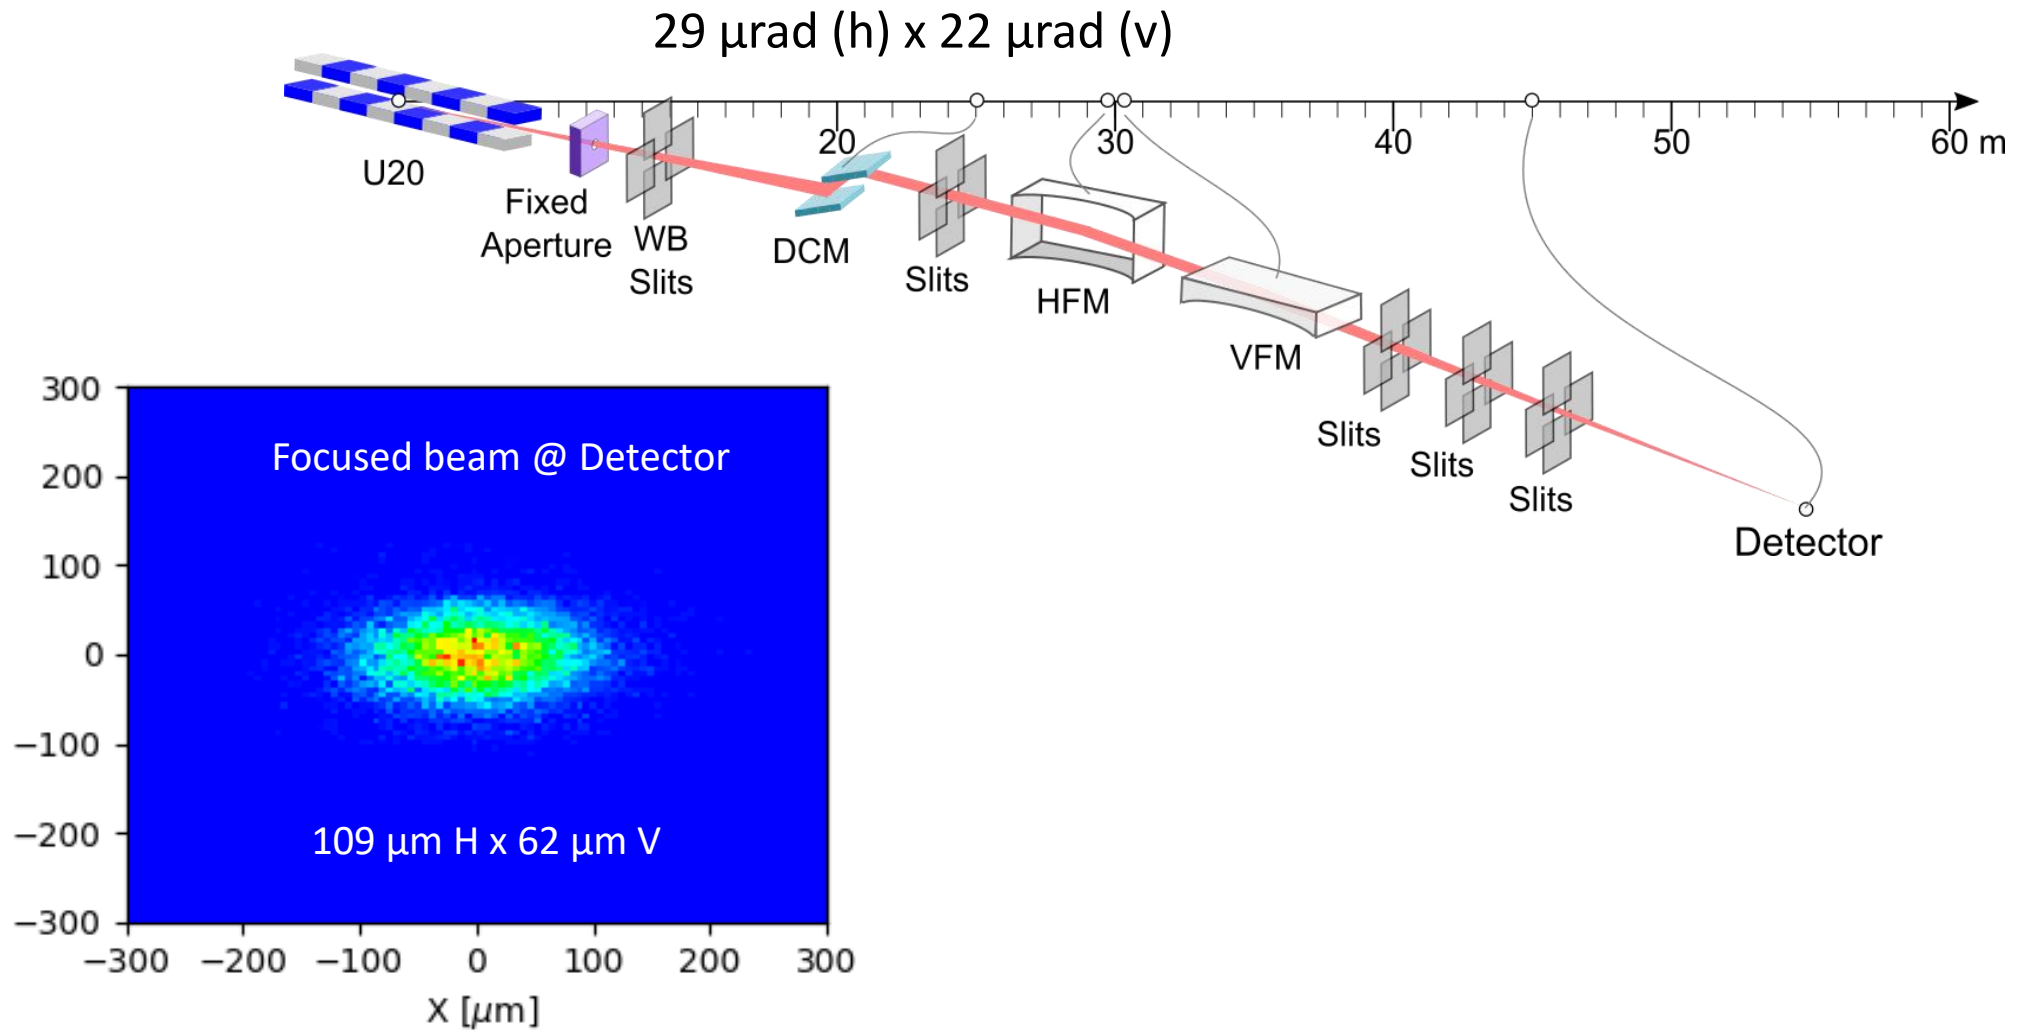 29 µrad (h) x 22 µrad (v)
20
30
40
50
60 m
U20
Fixed
Aperture
WB
Slits
DCM
Slits
HFM
VFM
Slits
Slits
Slits
Detector
300
200
100
0
−100
−200
−300
Focused beam @ Detector
109 µm H x 62 µm V
−300
−200
−100
0
100
200
300
X [µm]